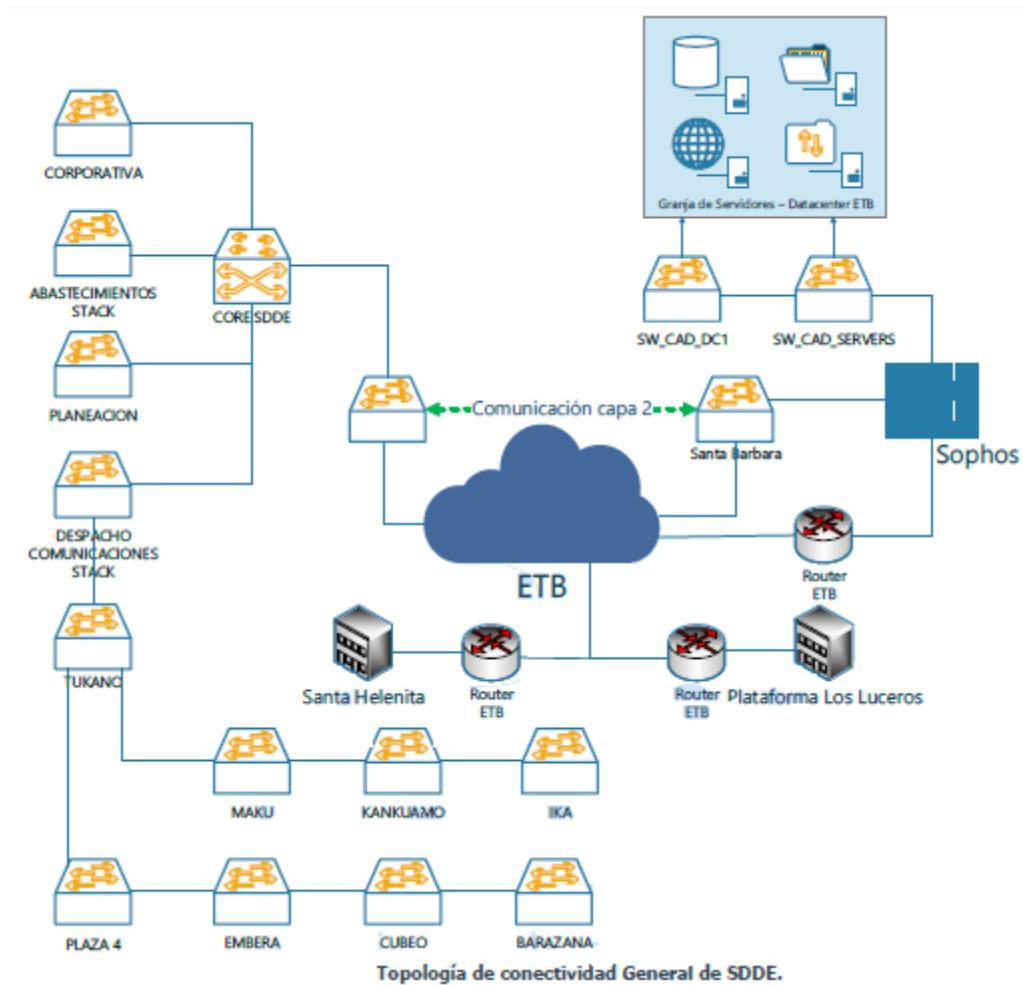 CORPORATIVA
ABASTECIMIENTOS
STACK
CORE SDDE
PLANEACION
DESPACHO
COMUNICACIONES
STACK
TUKANO
MAKU
KANKUAMO
IKA
PLAZA 4
EMBERA
CUBEO
BARAZANA
Granja de Servidores – Datacenter ETB
SW_CAD_DC1
SW_CAD_SERVERS
Comunicación capa 2
Santa Barbara
Sophos
ETB
Router
ETB
Santa Helenita
Router
ETB
Router
ETB
Plataforma Los Luceros
Topología de conectividad General de SDDE.